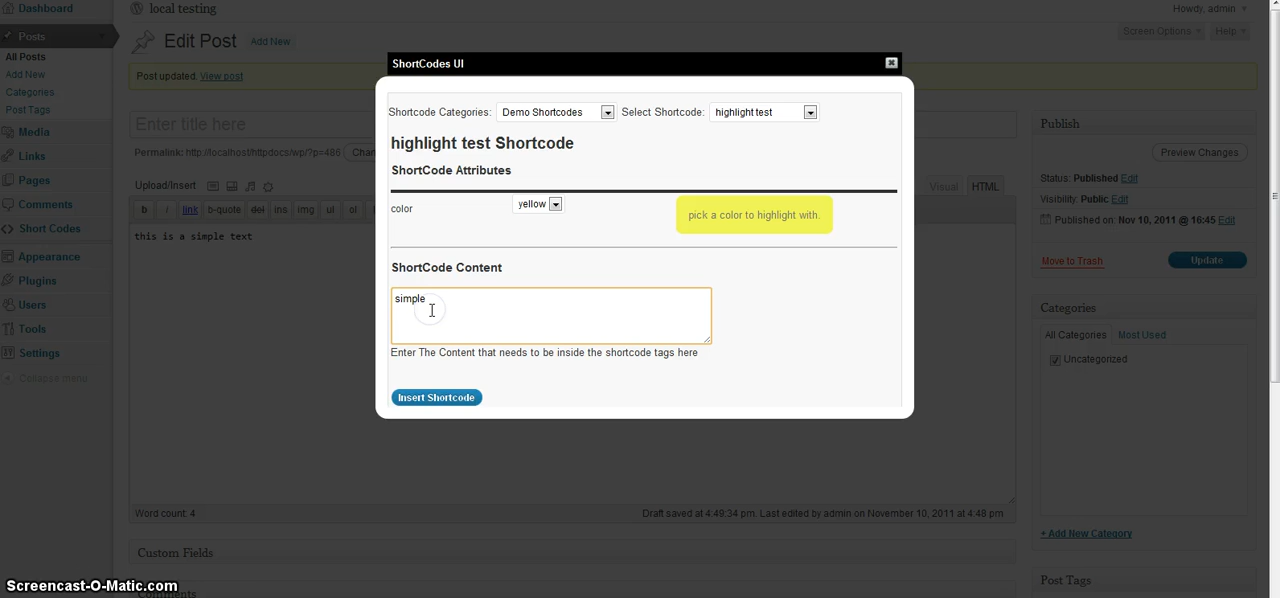 Dashboard
local testing
Howdy, admin
Posts
Edit Post
Add New
Screen Options
Help
All Posts
Add New
Categories
Post Tags
Post updated. View post
ShortCodes UI
Shortcode Categories: Demo Shortcodes Select Shortcode: highlight test
highlight test Shortcode
ShortCode Attributes
color
yellow
pick a color to highlight with.
ShortCode Content
simple
Enter The Content that needs to be inside the shortcode tags here
Insert Shortcode
Enter title here
Permalink: http://localhost/httpdocs/wp/?p=486
Upload/Insert
Visual
HTML
b
i
link
b-quote
del
ins
img
ul
ol
this is a simple text
Word count: 4
Draft saved at 4:49:34 pm. Last edited by admin on November 10, 2011 at 4:48 pm
Custom Fields
Comments
Media
Links
Pages
Comments
Short Codes
Appearance
Plugins
Users
Tools
Settings
Collapse menu
Publish
Preview Changes
Status: Published Edit
Visibility: Public Edit
Published on: Nov 10, 2011 @ 16:45 Edit
Move to Trash
Update
Categories
All Categories
Most Used
Uncategorized
+ Add New Category
Post Tags
Screencast-O-Matic.com